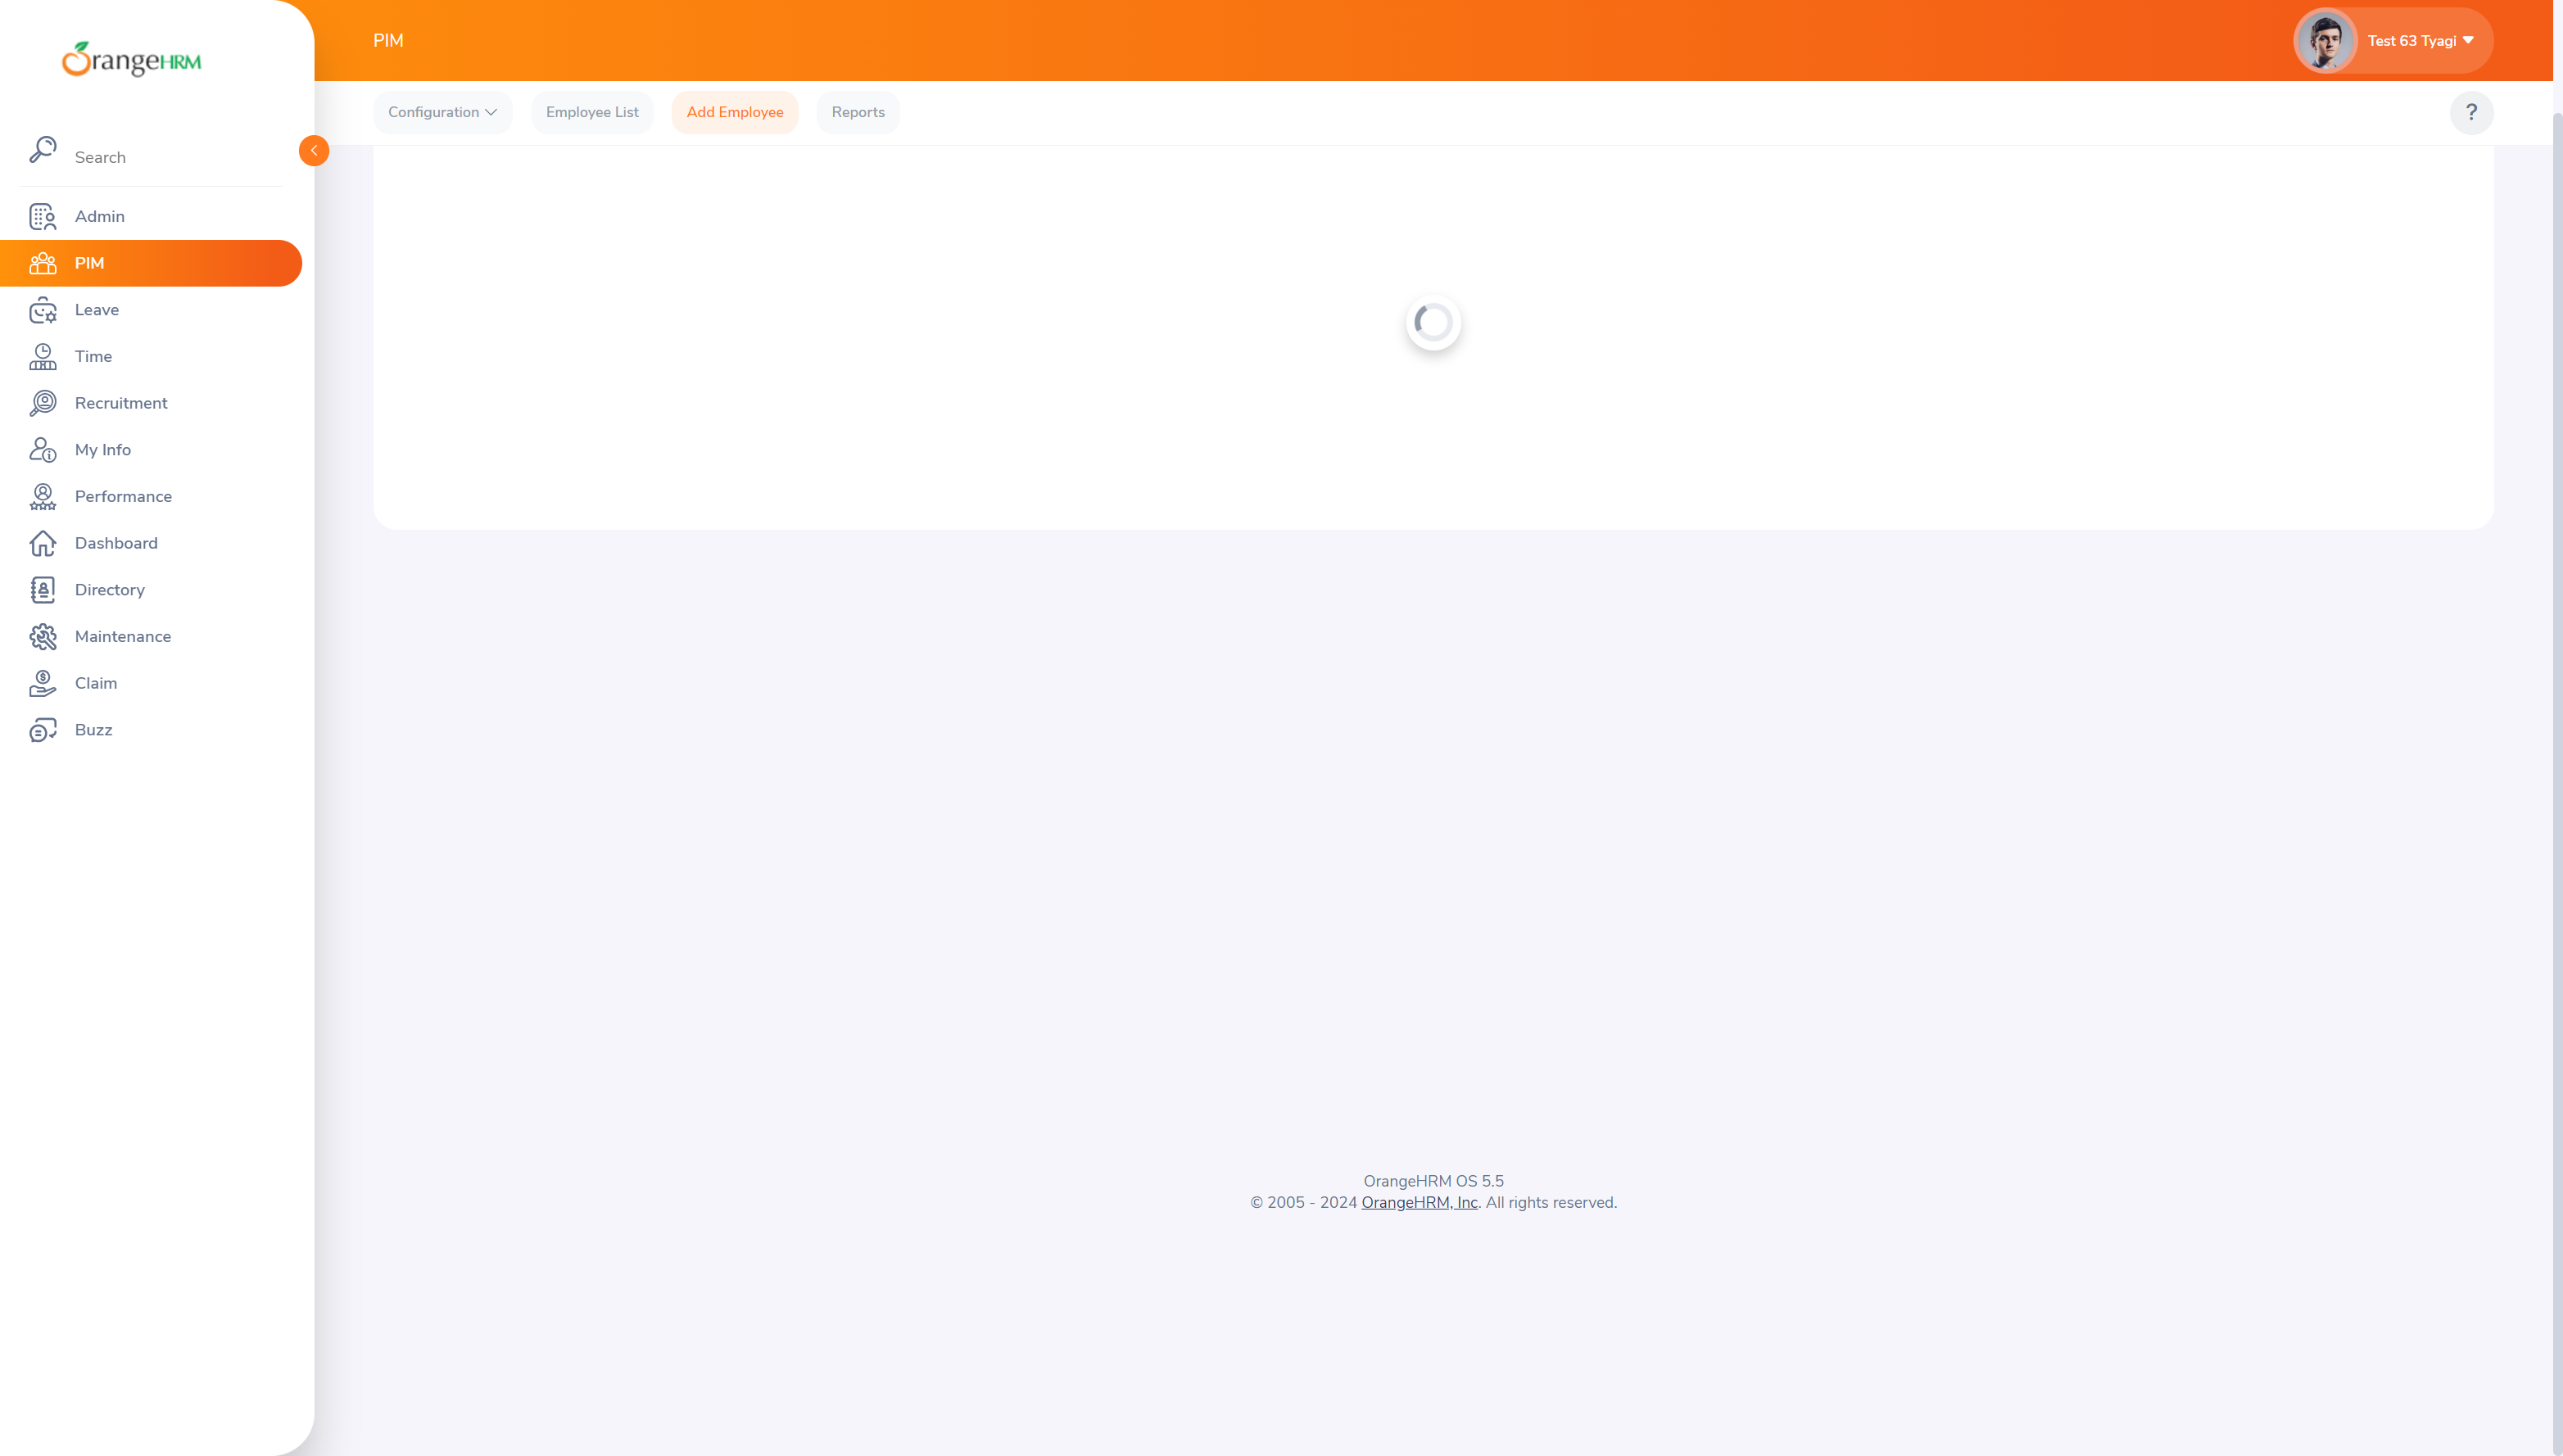 OrangeHRM
Search
Admin
PIM
Leave
Time
Recruitment
My Info
Performance
Dashboard
Directory
Maintenance
Claim
Buzz
PIM
Test 63 Tyagi
Configuration
Employee List
Add Employee
Reports
?
OrangeHRM OS 5.5
© 2005 - 2024 OrangeHRM, Inc. All rights reserved.